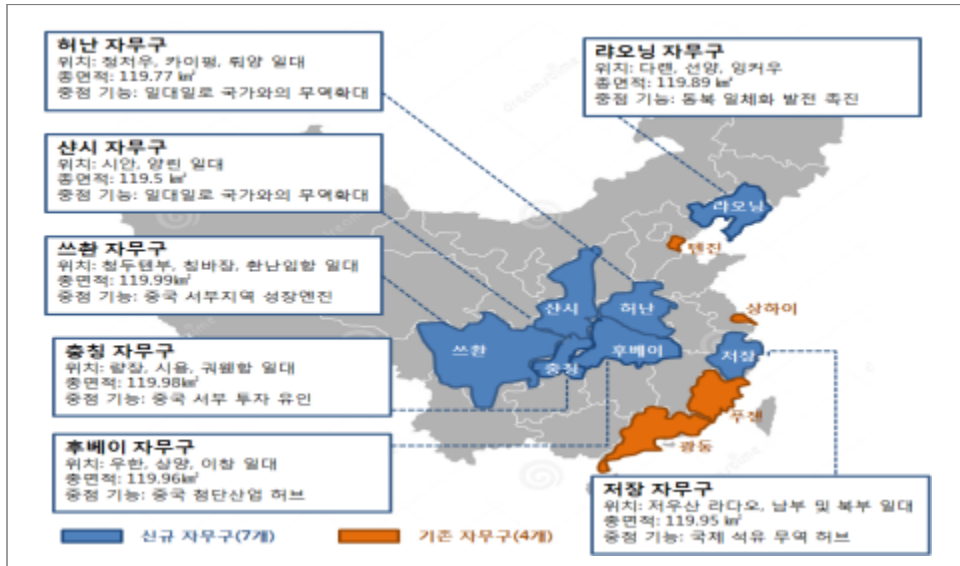 허난 자무구
위치: 정저우, 카이펑, 뤄양 일대
총면적: 119.77 ㎢
중점 기능: 일대일로 국가와의 무역확대
랴오닝 자무구
위치: 다롄, 선양, 잉커우
총면적: 119.89 ㎢
중점 기능: 동북 일체화 발전 촉진
샨시 자무구
위치: 시안, 양린 일대
총면적: 119.5 ㎢
중점 기능: 일대일로 국가와의 무역확대
쓰촨 자무구
위치: 청두톈부, 칭바장, 촨난임항 일대
총면적: 119.99㎢
중점 기능: 중국 서부지역 성장엔진
충칭 자무구
위치: 량장, 시용, 궈웬항 일대
총면적: 119.98㎢
중점 기능: 중국 서부 투자 유인
후베이 자무구
위치: 우한, 샹양, 이창 일대
총면적: 119.96㎢
중점 기능: 중국 첨단산업 허브
저장 자무구
위치: 저우산 라다오, 남부 및 북부 일대
총면적: 119.95 ㎢
중점 기능: 국제 석유 무역 허브
랴오닝
톈진
샨시
허난
상하이
쓰촨
충칭
후베이
저장
푸젠
광동
신규 자무구(7개)
기존 자무구(4개)